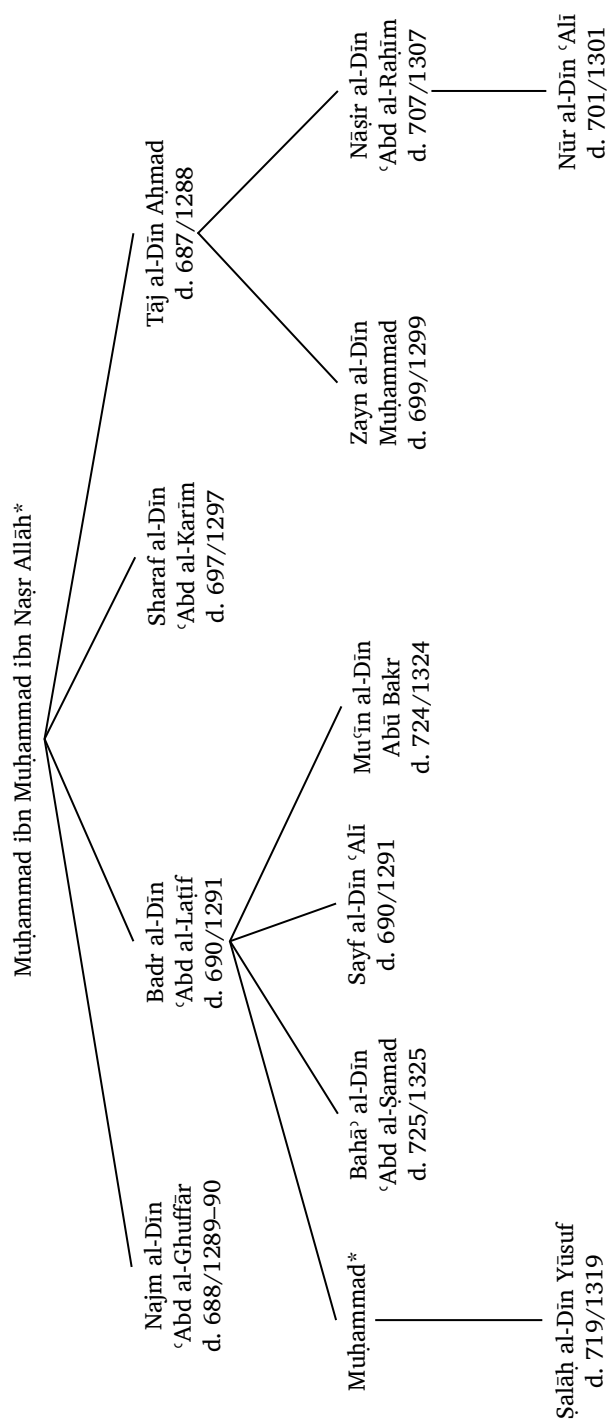 Muḥammad ibn Muḥammad ibn Naṣr Allāh*
Najm al-Dīn
ʿAbd al-Ghuffār
d. 688/1289–90
Badr al-Dīn
ʿAbd al-Laṭīf
d. 690/1291
Sharaf al-Dīn
ʿAbd al-Karīm
d. 697/1297
Tāj al-Dīn Aḥmad
d. 687/1288
Muḥammad*
Bahāʾ al-Dīn
ʿAbd al-Ṣamad
d. 725/1325
Sayf al-Dīn ʿAlī
d. 690/1291
Muʿīn al-Dīn
Abū Bakr
d. 724/1324
Zayn al-Dīn
Muḥammad
d. 699/1299
Nāṣir al-Dīn
ʿAbd al-Raḥīm
d. 707/1307
Ṣalāḥ al-Dīn Yūsuf
d. 719/1319
Nūr al-Dīn ʿAlī
d. 701/1301